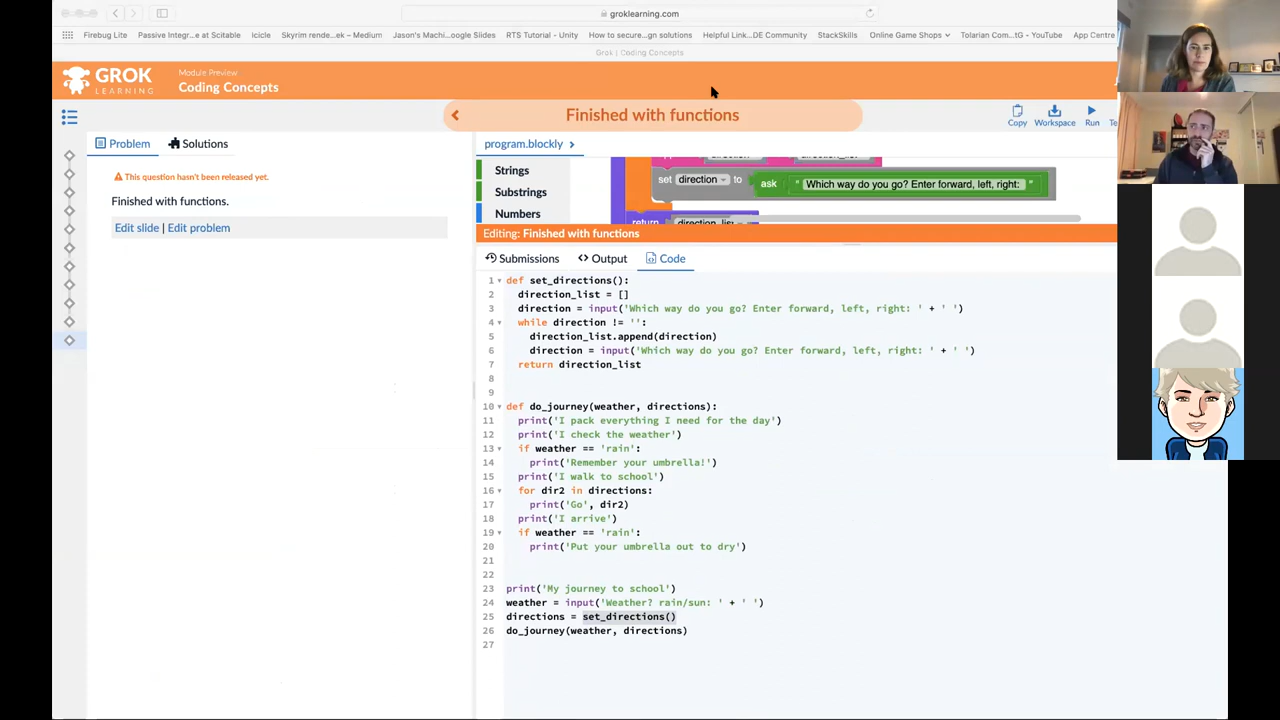 groklearning.com
Firebug Lite Passive Integr...e at Scitable Icicle Skyrim rende...ek – Medium Jason's Machi...oogle Slides RTS Tutorial - Unity How to secure...gn solutions Helpful Link...DE Community StackSkills Online Game Shops Tolarian Com...tG - YouTube App Centre
Grok | Coding Concepts
GROK
LEARNING
Module Preview
Coding Concepts
Finished with functions
Copy Workspace Run
Problem Solutions
This question hasn't been released yet.
Finished with functions.
Edit slide | Edit problem
program.blockly
Strings
Substrings
Numbers
set direction to ask " Which way do you go? Enter forward, left, right: "
return direction_list
Editing: Finished with functions
Submissions Output Code
1 def set_directions():
2 direction_list = []
3 direction = input('Which way do you go? Enter forward, left, right: ' + ' ')
4 while direction != '':
5 direction_list.append(direction)
6 direction = input('Which way do you go? Enter forward, left, right: ' + ' ')
7 return direction_list
8
9
10 def do_journey(weather, directions):
11 print('I pack everything I need for the day')
12 print('I check the weather')
13 if weather == 'rain':
14 print('Remember your umbrella!')
15 print('I walk to school')
16 for dir2 in directions:
17 print('Go', dir2)
18 print('I arrive')
19 if weather == 'rain':
20 print('Put your umbrella out to dry')
21
22
23 print('My journey to school')
24 weather = input('Weather? rain/sun: ' + ' ')
25 directions = set_directions()
26 do_journey(weather, directions)
27